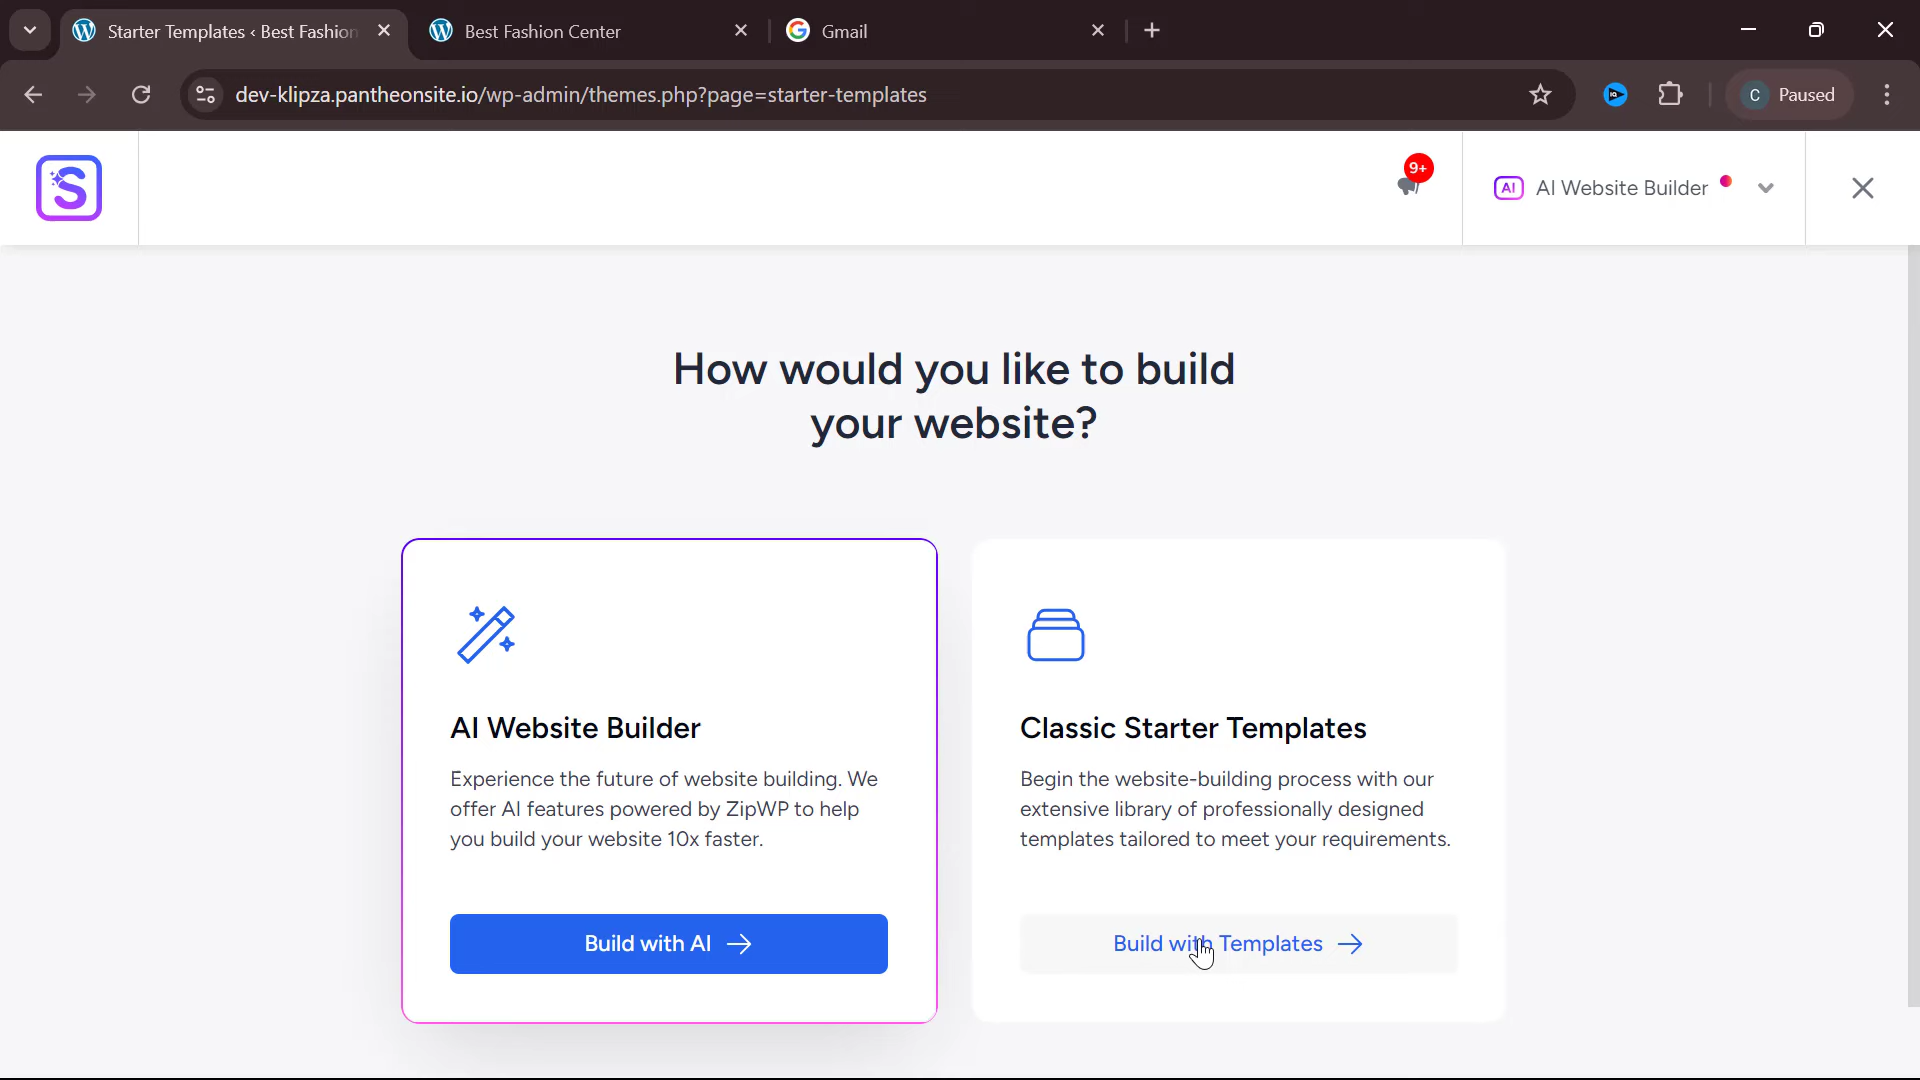 Starter Templates ‹ Best Fashion
Best Fashion Center
Gmail
dev-klipza.pantheonsite.io/wp-admin/themes.php?page=starter-templates
C Paused
9+
AI AI Website Builder
How would you like to build
your website?
AI Website Builder
Experience the future of website building. We
offer AI features powered by ZipWP to help
you build your website 10x faster.
Build with AI
Classic Starter Templates
Begin the website-building process with our
extensive library of professionally designed
templates tailored to meet your requirements.
Build with Templates